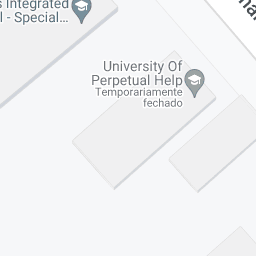 Integrated
l - Special...
University Of
Perpetual Help
Temporariamente
fechado